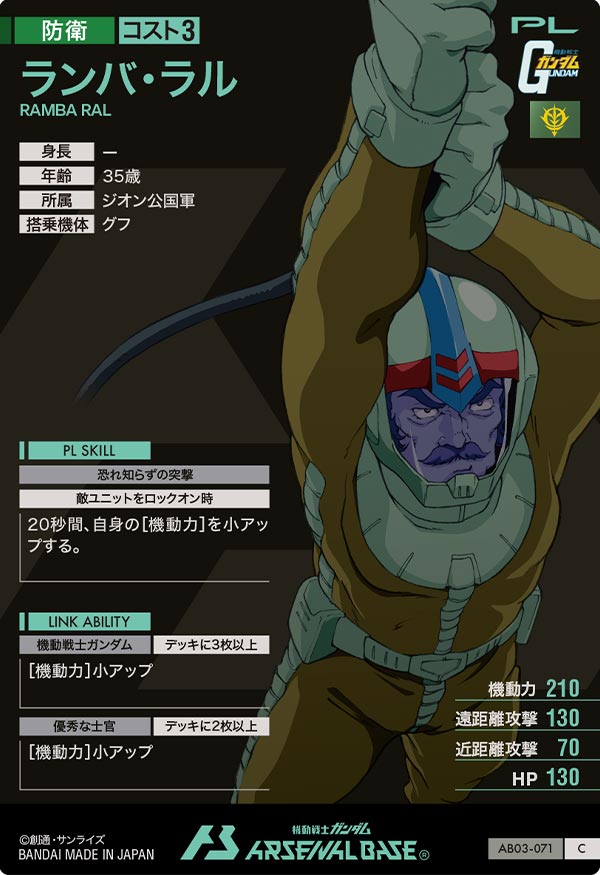 防衛 コスト3
PL
機動戦士
ガンダム
GUNDAM
ランバ・ラル
RAMBA RAL
身長 ー
年齢 35歳
所属 ジオン公国軍
搭乗機体 グフ
PL SKILL
恐れ知らずの突撃
敵ユニットをロックオン時
20秒間、自身の[機動力]を小アッ
プする。
LINK ABILITY
機動戦士ガンダム デッキに3枚以上
[機動力]小アップ
優秀な士官 デッキに2枚以上
[機動力]小アップ
機動力 210
遠距離攻撃 130
近距離攻撃 70
HP 130
©創通・サンライズ
BANDAI MADE IN JAPAN
機動戦士ガンダム
ARSENAL BASE®
AB03-071 C